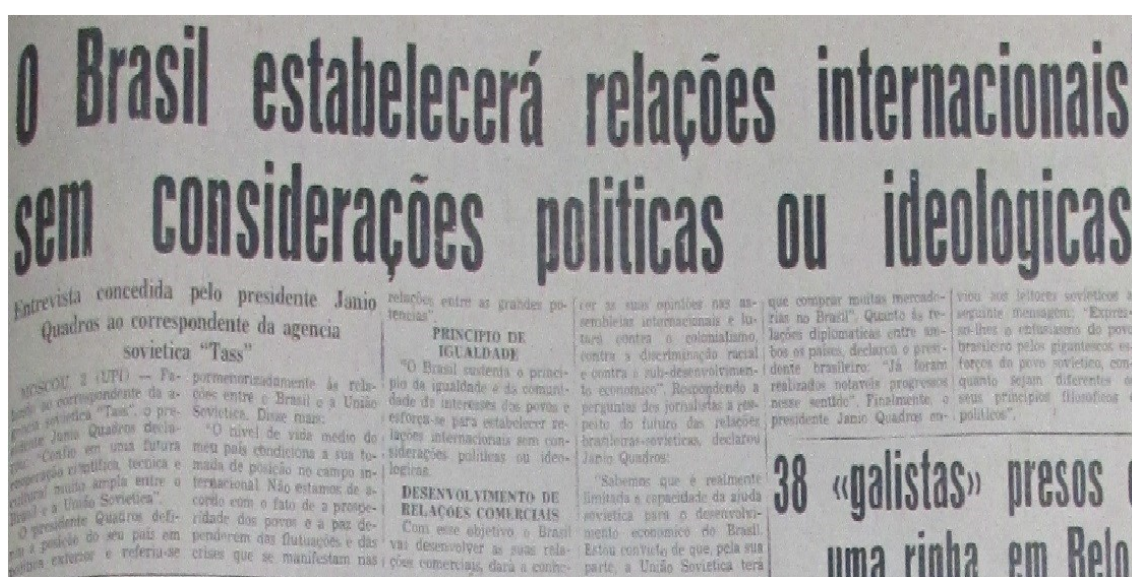 O Brasil estabelecerá relações internacionais
sem considerações politicas ou ideologicas
Entrevista concedida pelo presidente Janio
Quadros ao correspondente da agencia
sovietica "Tass"
MOSCOU, 2 (UPI) — Fa-
ao correspondente da a-
sovietica "Tass", o pre-
Janio Quadros decla-
"Confio em uma futura
cooperação cientifica, tecnica e
cultural muito ampla entre o
Brasil e a União Sovietica".
O presidente Quadros defi-
a posição do seu país em
exterior e referiu-se
pormenorizadamente ás rela-
ções entre o Brasil e a União
Sovietica. Disse mais:
"O nivel de vida medio do
meu país condiciona a sua to-
mada de posição no campo in-
ternacional. Não estamos de a-
cordo com o fato de a prospe-
ridade dos povos e a paz de-
penderem das flutuações e das
crises que se manifestam nas
relações entre as grandes po-
tencias".
PRINCIPIO DE
IGUALDADE
"O Brasil sustenta o princi-
pio da igualdade e da comuni-
dade da interesses dos povos e
esforça-se para estabelecer re-
lações internacionais sem con-
siderações politicas ou ideo-
logicas.
DESENVOLVIMENTO DE
RELAÇÕES COMERCIAIS
Com esse objetivo o Brasil
vai desenvolver as suas rela-
ções comerciais, dará a conhe-
cer as suas opiniões nas as-
sembleias internacionais e lu-
tará contra o colonialismo,
contra a discriminação racial
e contra o sub-desenvolvimen-
to economico". Respondendo a
perguntas dos jornalistas a res-
peito do futuro das relações
brasileiras-sovieticas, declarou
Janio Quadros:
"Sabemos que é realmente
limitada a capacidade da ajuda
sovietica para o desenvolvi-
mento economico do Brasil.
Estou convicto de que, pela sua
parte, a União Sovietica terá
que comprar muitas mercado-
rias no Brasil". Quanto ás re-
lações diplomaticas entre am-
bos os países, declarou o presi-
dente brasileiro: "Já foram
realizados notaveis progressos
nesse sentido". Finalmente, o
presidente Janio Quadros en-
viou aos leitores sovieticos a
seguinte mensagem: "Expres-
so-lhes o entusiasmo do povo
brasileiro pelos gigantescos es-
forços do povo sovietico, con-
quanto sejam diferentes os
seus principios filosoficos e
politicos".
38 «galistas» presos
uma rinha em Belo